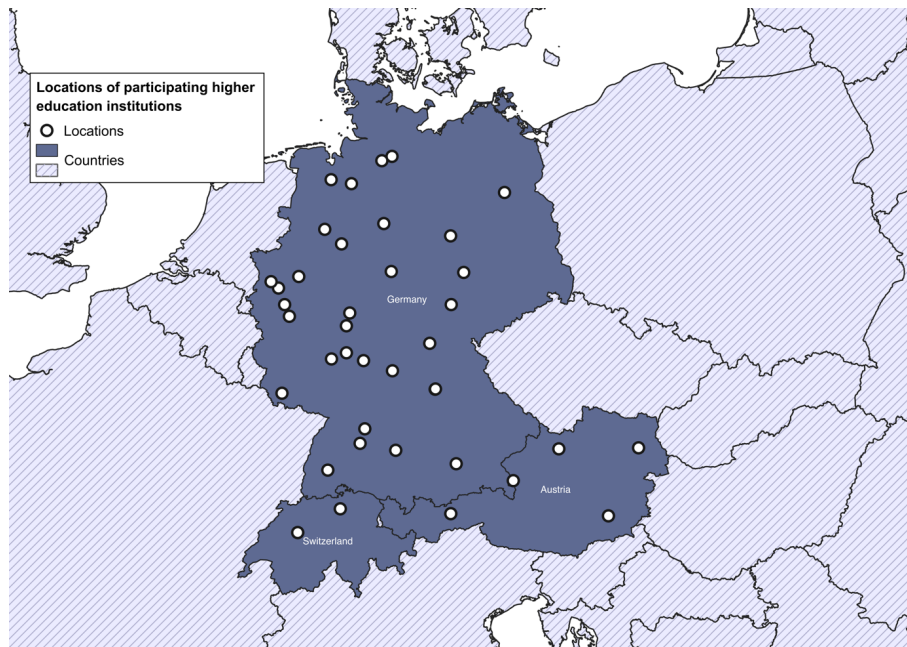 Locations of participating higher
education institutions
Locations
Countries
Germany
Austria
Switzerland